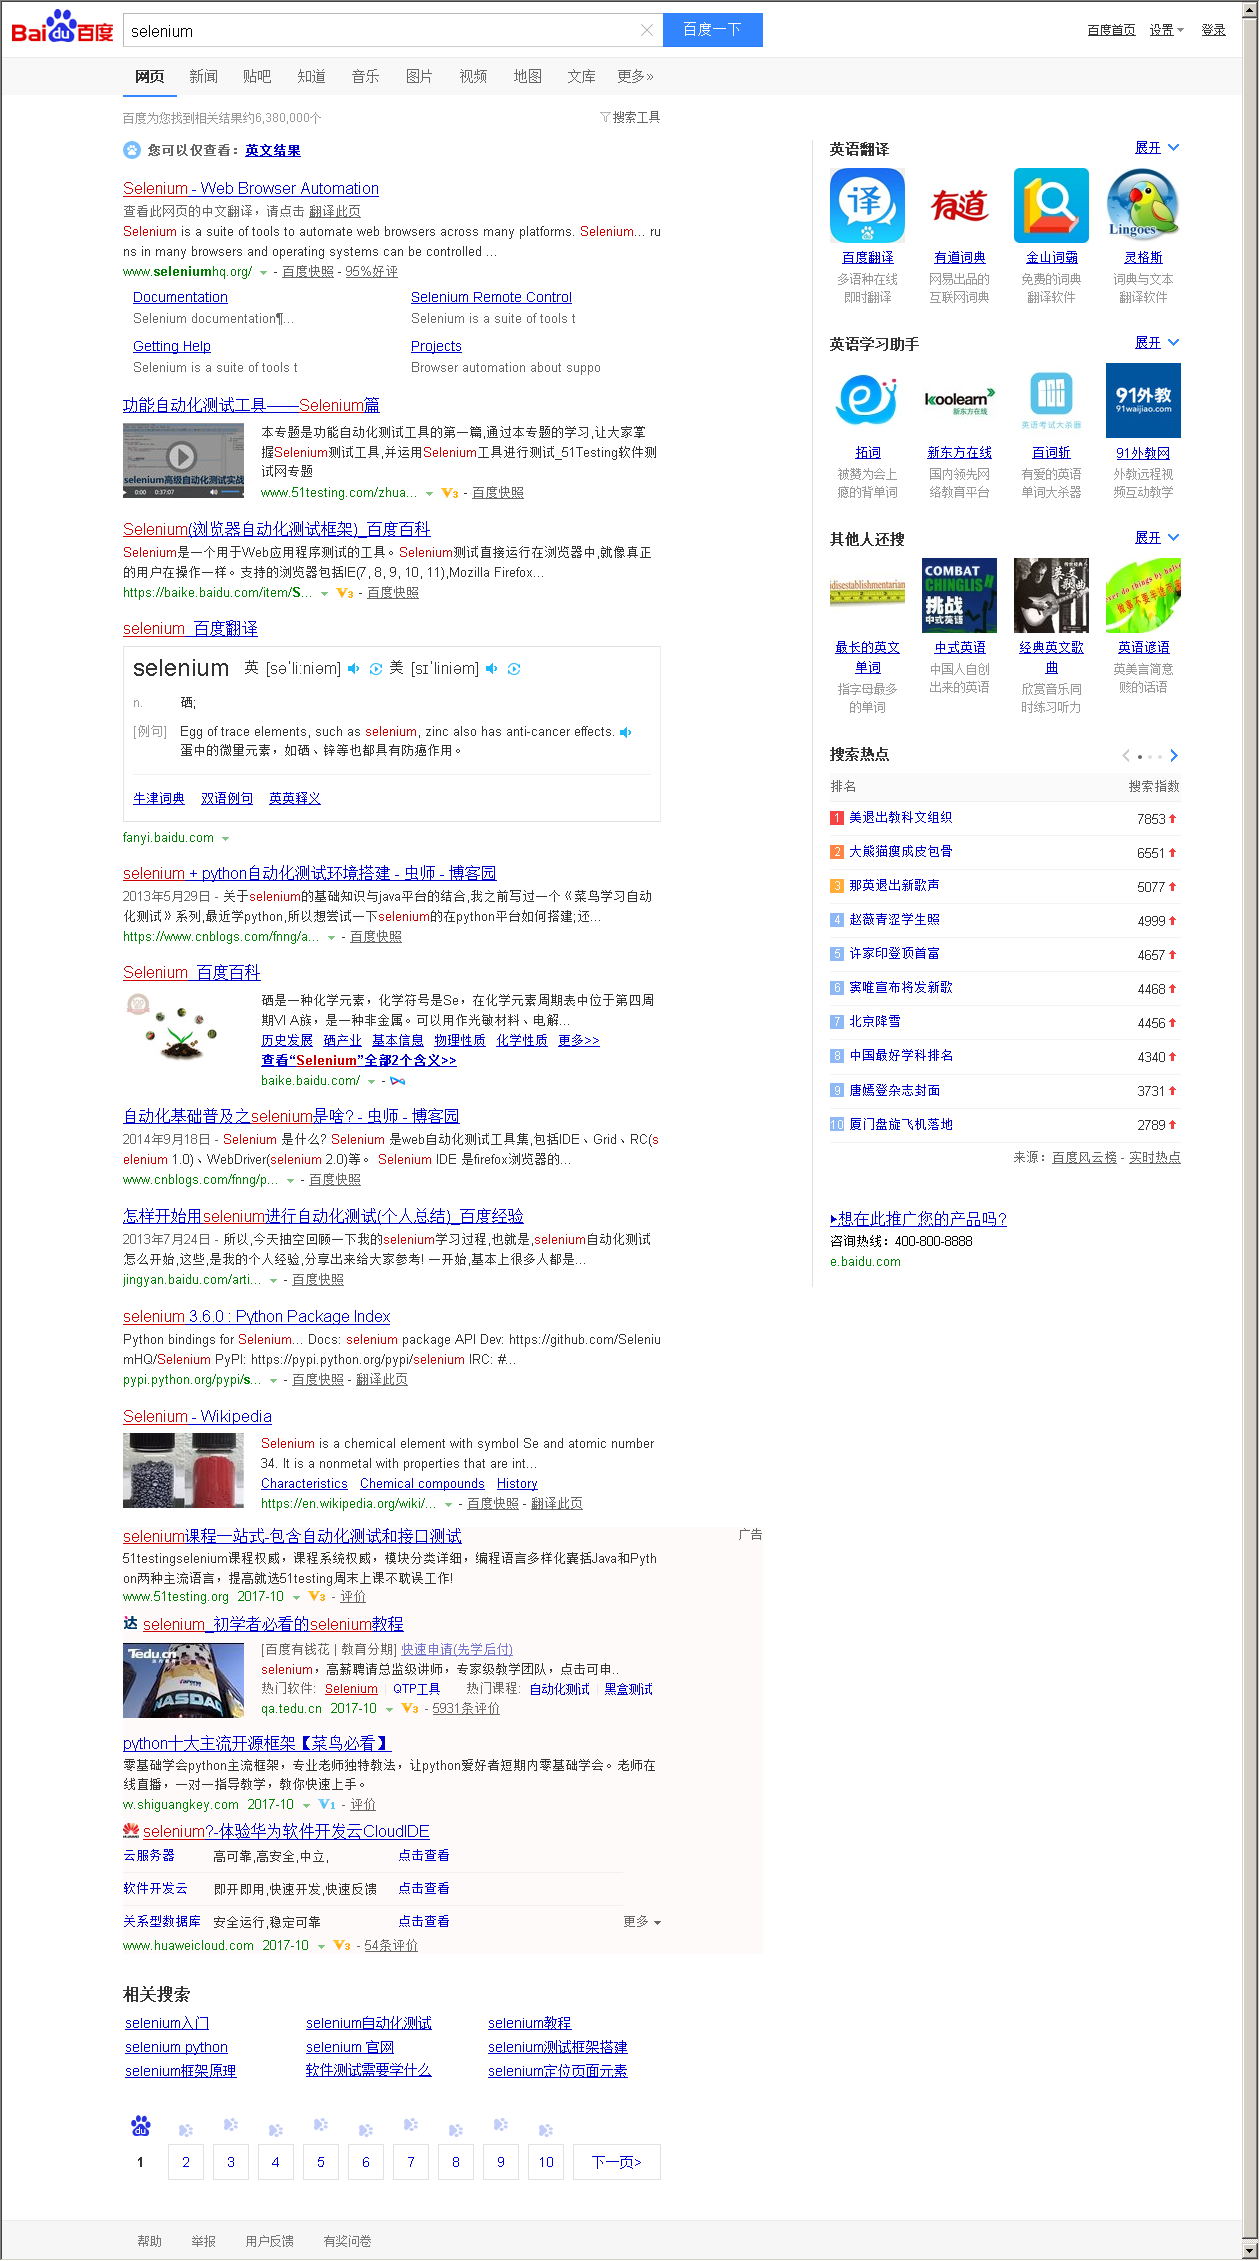 Bai du 百度
selenium
百度一下
百度首页 设置 登录
网页 新闻 贴吧 知道 音乐 图片 视频 地图 文库 更多»
百度为您找到相关结果约6,380,000个
搜索工具
您可以仅查看：英文结果
Selenium - Web Browser Automation
查看此网页的中文翻译，请点击 翻译此页
Selenium is a suite of tools to automate web browsers across many platforms. Selenium... ru
ns in many browsers and operating systems can be controlled ...
www.seleniumhq.org/ - 百度快照 - 95%好评
Documentation Selenium Remote Control
Selenium documentation¶... Selenium is a suite of tools t
Getting Help Projects
Selenium is a suite of tools t Browser automation about suppo
功能自动化测试工具——Selenium篇
selenium高级自动化测试实战
0:00 0:37:07
本专题是功能自动化测试工具的第一篇,通过本专题的学习,让大家掌
握Selenium测试工具,并运用Selenium工具进行测试_51Testing软件测
试网专题
www.51testing.com/zhua... V3 - 百度快照
Selenium(浏览器自动化测试框架)_百度百科
Selenium是一个用于Web应用程序测试的工具。Selenium测试直接运行在浏览器中,就像真正
的用户在操作一样。支持的浏览器包括IE(7, 8, 9, 10, 11),Mozilla Firefox...
https://baike.baidu.com/item/S... V3 - 百度快照
selenium_百度翻译
selenium 英 [səˈliːniəm] 美 [sɪˈliniəm]
n. 硒;
[例句] Egg of trace elements, such as selenium, zinc also has anti-cancer effects.
蛋中的微量元素，如硒、锌等也都具有防癌作用。
牛津词典 双语例句 英英释义
fanyi.baidu.com
selenium + python自动化测试环境搭建 - 虫师 - 博客园
2013年5月29日 - 关于selenium的基础知识与java平台的结合,我之前写过一个《菜鸟学习自动
化测试》系列,最近学python,所以想尝试一下selenium的在python平台如何搭建;还...
https://www.cnblogs.com/fnng/a... - 百度快照
Selenium_百度百科
硒是一种化学元素，化学符号是Se，在化学元素周期表中位于第四周
期VI A族，是一种非金属。可以用作光敏材料、电解...
历史发展 硒产业 基本信息 物理性质 化学性质 更多>>
查看“Selenium”全部2个含义>>
baike.baidu.com/ -
自动化基础普及之selenium是啥? - 虫师 - 博客园
2014年9月18日 - Selenium 是什么? Selenium 是web自动化测试工具集,包括IDE、Grid、RC(s
elenium 1.0)、WebDriver(selenium 2.0)等。 Selenium IDE 是firefox浏览器的...
www.cnblogs.com/fnng/p... - 百度快照
怎样开始用selenium进行自动化测试(个人总结)_百度经验
2013年7月24日 - 所以,今天抽空回顾一下我的selenium学习过程,也就是,selenium自动化测试
怎么开始,这些,是我的个人经验,分享出来给大家参考! 一开始,基本上很多人都是...
jingyan.baidu.com/arti... - 百度快照
selenium 3.6.0 : Python Package Index
Python bindings for Selenium... Docs: selenium package API Dev: https://github.com/Seleniu
mHQ/Selenium PyPI: https://pypi.python.org/pypi/selenium IRC: #...
pypi.python.org/pypi/s... - 百度快照 - 翻译此页
Selenium - Wikipedia
Selenium is a chemical element with symbol Se and atomic number
34. It is a nonmetal with properties that are int...
Characteristics Chemical compounds History
https://en.wikipedia.org/wiki/... - 百度快照 - 翻译此页
selenium课程一站式-包含自动化测试和接口测试 广告
51testingselenium课程权威，课程系统权威，模块分类详细，编程语言多样化囊括Java和Pyth
on两种主流语言，提高就选51testing周末上课不耽误工作!
www.51testing.org 2017-10 V3 - 评价
达 selenium_初学者必看的selenium教程
Tedu.cn
NASDAQ
[百度有钱花 | 教育分期] 快速申请(先学后付)
selenium，高薪聘请总监级讲师，专家级教学团队，点击可申..
热门软件: Selenium QTP工具 热门课程: 自动化测试 黑盒测试
qa.tedu.cn 2017-10 V3 - 5931条评价
python十大主流开源框架【菜鸟必看】
零基础学会python主流框架，专业老师独特教法，让python爱好者短期内零基础学会。老师在
线直播，一对一指导教学，教你快速上手。
w.shiguangkey.com 2017-10 V1 - 评价
selenium?-体验华为软件开发云CloudIDE
云服务器 高可靠,高安全,中立, 点击查看
软件开发云 即开即用,快速开发,快速反馈 点击查看
关系型数据库 安全运行,稳定可靠 点击查看 更多
www.huaweicloud.com 2017-10 V3 - 54条评价
相关搜索
selenium入门 selenium自动化测试 selenium教程
selenium python selenium 官网 selenium测试框架搭建
selenium框架原理 软件测试需要学什么 selenium定位页面元素
du
1 2 3 4 5 6 7 8 9 10 下一页>
帮助 举报 用户反馈 有奖问卷
英语翻译 展开
译 有道 Lingoes
百度翻译 有道词典 金山词霸 灵格斯
多语种在线 网易出品的 免费的词典 词典与文本
即时翻译 互联网词典 翻译软件 翻译软件
英语学习助手 展开
koolearn 新东方在线
英语考试大杀器
91外教
91waijiao.com
拓词 新东方在线 百词斩 91外教网
被赞为会上 国内领先网 有爱的英语 外教远程视
瘾的背单词 络教育平台 单词大杀器 频互动教学
其他人还搜 展开
disestablishmentarian
COMBAT CHINGLISH
挑战
中式英语
英文歌曲
ever do things by halve
做事不要半途而废
最长的英文 中式英语 经典英文歌 英语谚语
单词 曲
指字母最多 中国人自创 欣赏音乐同 英美言简意
的单词 出来的英语 时练习听力 赅的话语
搜索热点
排名 搜索指数
1 美退出教科文组织 7853
2 大熊猫瘦成皮包骨 6551
3 那英退出新歌声 5077
4 赵薇青涩学生照 4999
5 许家印登顶首富 4657
6 窦唯宣布将发新歌 4468
7 北京降雪 4456
8 中国最好学科排名 4340
9 唐嫣登杂志封面 3731
10 厦门盘旋飞机落地 2789
来源：百度风云榜 - 实时热点
想在此推广您的产品吗?
咨询热线：400-800-8888
e.baidu.com